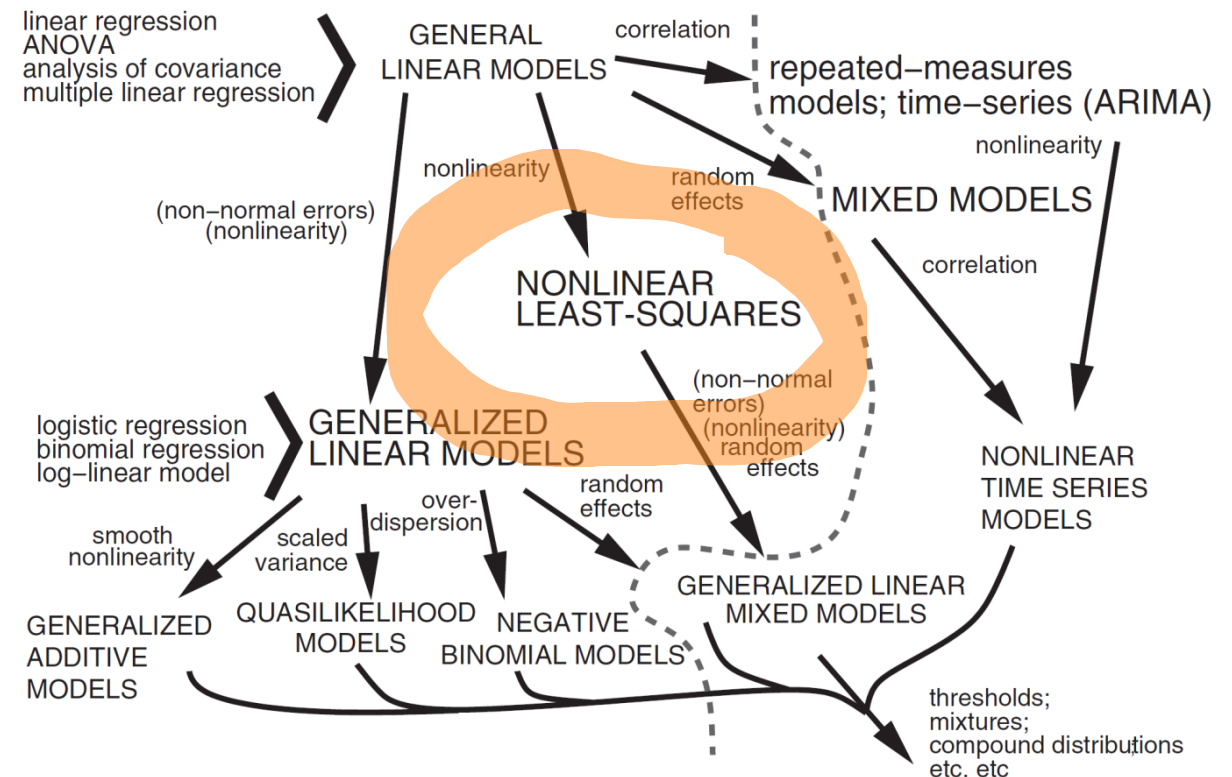 linear regression
ANOVA
analysis of covariance
multiple linear regression
GENERAL
LINEAR MODELS
correlation
repeated−measures
models; time−series (ARIMA)
nonlinearity
nonlinearity
random
effects
MIXED MODELS
(non−normal errors)
(nonlinearity)
correlation
NONLINEAR
LEAST-SQUARES
(non−normal
errors)
(nonlinearity)
random
effects
logistic regression
binomial regression
log−linear model
GENERALIZED
LINEAR MODELS
NONLINEAR
TIME SERIES
MODELS
smooth
nonlinearity
scaled
variance
over-
dispersion
random
effects
GENERALIZED LINEAR
MIXED MODELS
GENERALIZED
ADDITIVE
MODELS
QUASILIKELIHOOD
MODELS
NEGATIVE
BINOMIAL MODELS
thresholds;
mixtures;
compound distributions;
etc. etc